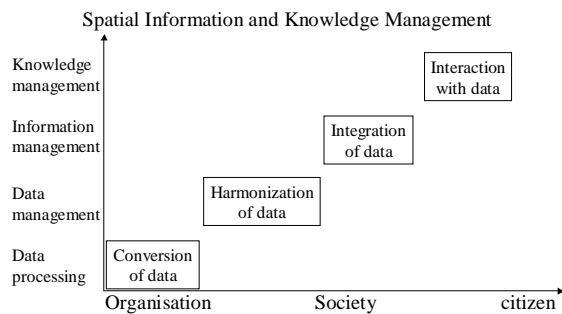 Spatial Information and Knowledge Management
Knowledge
management
Interaction
with data
Information
management
Integration
of data
Data
management
Harmonization
of data
Data
processing
Conversion
of data
Organisation
Society
citizen